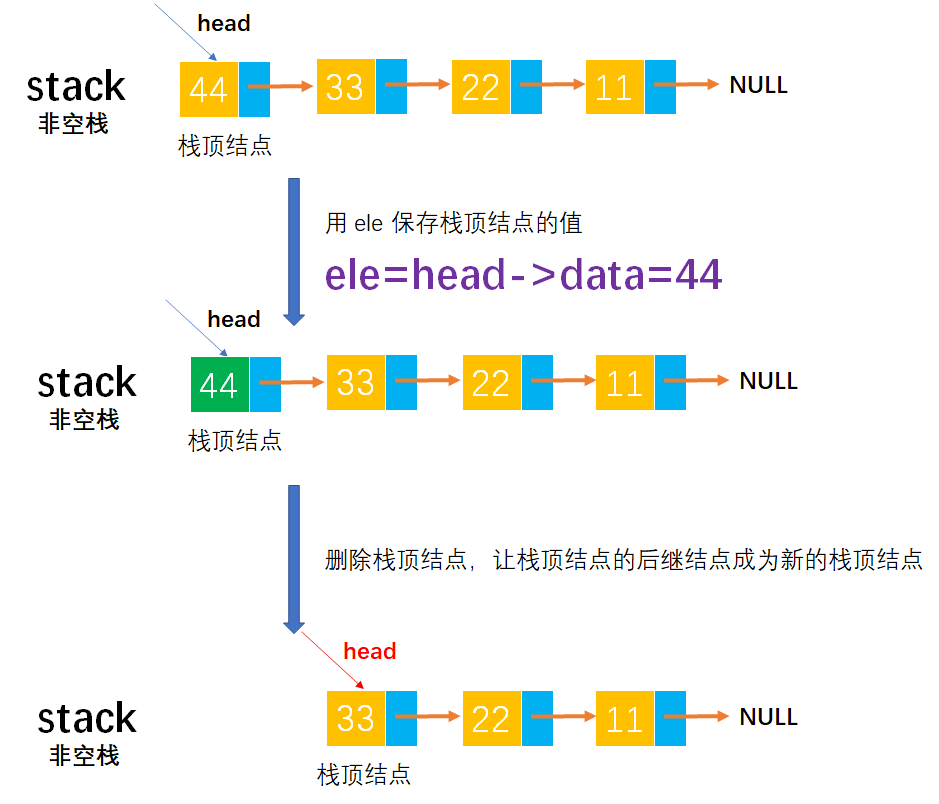 head
stack
非空栈
44
33
22
11
NULL
栈顶结点
用 ele 保存栈顶结点的值
ele=head->data=44
head
stack
非空栈
44
33
22
11
NULL
栈顶结点
删除栈顶结点，让栈顶结点的后继结点成为新的栈顶结点
head
stack
非空栈
33
22
11
NULL
栈顶结点